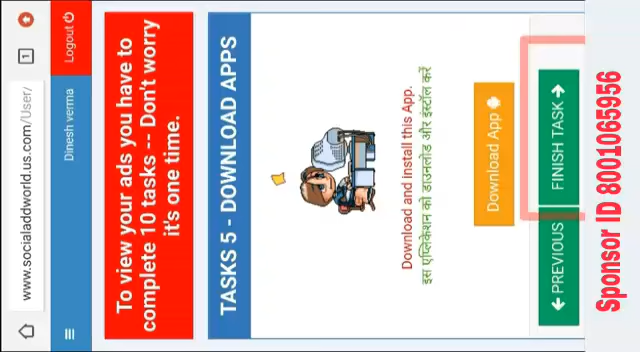 www.socialaddworld.us.com/User/
1
Dinesh verma
Logout
To view your ads you have to
complete 10 tasks -- Don't worry
it's one time.
TASKS 5 - DOWNLOAD APPS
Download and install this App.
इस एप्लिकेशन को डाउनलोड और इंस्टॉल करें
Download App
PREVIOUS
FINISH TASK
Sponsor ID 8001065956